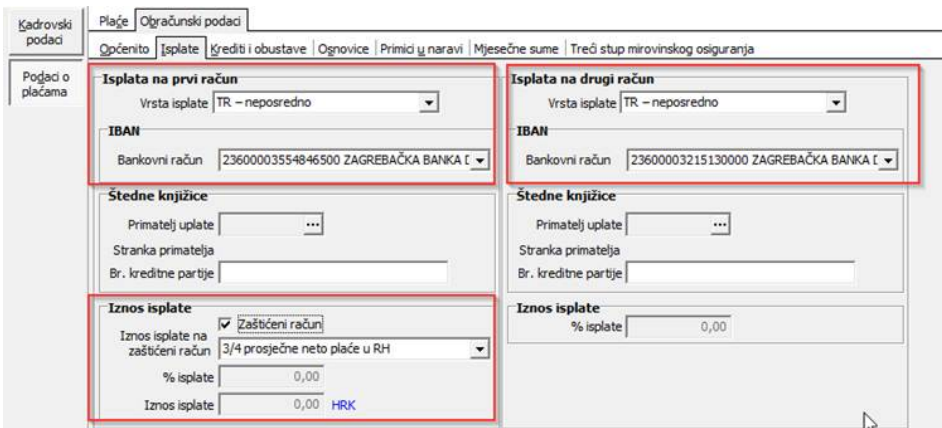 Kadrovski
podaci
Podaci o
plaćama
Plaće Obračunski podaci
Općenito Isplate Krediti i obustave Osnovice Primici u naravi Mjesečne sume Treći stup mirovinskog osiguranja
Isplata na prvi račun
Vrsta isplate TR – neposredno
IBAN
Bankovni račun 23600003554846500 ZAGREBAČKA BANKA D
Štedne knjižice
Primatelj uplate ...
Stranka primatelja
Br. kreditne partije
Iznos isplate
Zaštićeni račun
Iznos isplate na
zaštićeni račun 3/4 prosječne neto plaće u RH
% isplate 0,00
Iznos isplate 0,00 HRK
Isplata na drugi račun
Vrsta isplate TR – neposredno
IBAN
Bankovni račun 23600003215130000 ZAGREBAČKA BANKA D
Štedne knjižice
Primatelj uplate ...
Stranka primatelja
Br. kreditne partije
Iznos isplate
% isplate 0,00